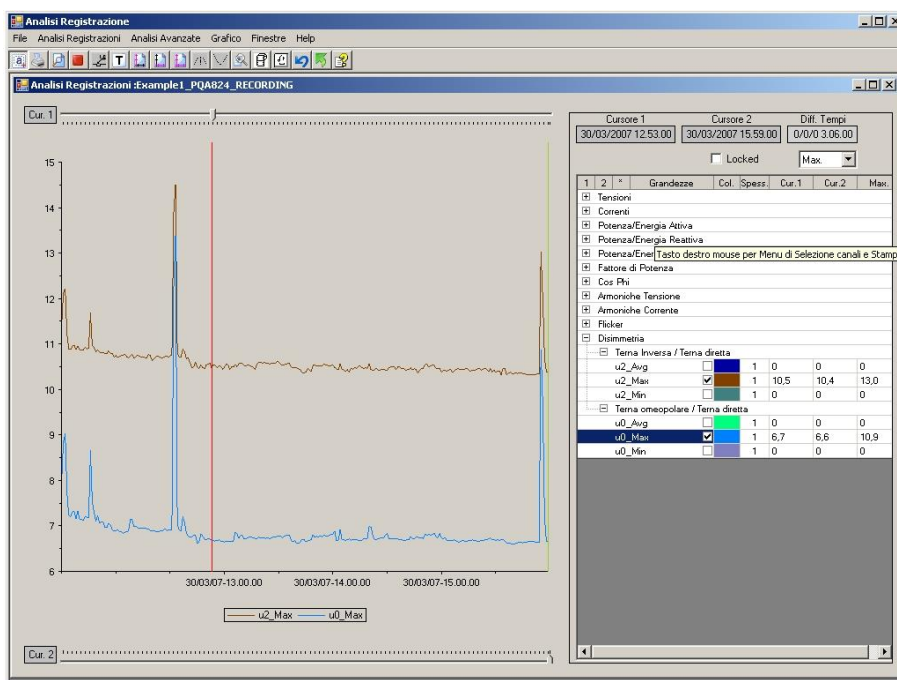 Analisi Registrazione
File Analisi Registrazioni Analisi Avanzate Grafico Finestre Help
Analisi Registrazioni :Example1_PQA824_RECORDING
Cur. 1
Cursore 1 Cursore 2 Diff. Tempi
30/03/2007 12.53.00 30/03/2007 15.59.00 0/0/0 3.06.00
Locked Max.
1 2 * Grandezze Col. Spess. Cur.1 Cur.2 Max.
Tensioni
Correnti
Potenza/Energia Attiva
Potenza/Energia Reattiva
Potenza/Ener Tasto destro mouse per Menu di Selezione canali e Stamp
Fattore di Potenza
Cos Phi
Armoniche Tensione
Armoniche Corrente
Flicker
Disimmetria
Terna Inversa / Terna diretta
u2_Avg 1 0 0 0
u2_Max 1 10,5 10,4 13,0
u2_Min 1 0 0 0
Terna omeopolare / Terna diretta
u0_Avg 1 0 0 0
u0_Max 1 6,7 6,6 10,9
u0_Min 1 0 0 0
15
14
13
12
11
10
9
8
7
6
30/03/07-13.00.00 30/03/07-14.00.00 30/03/07-15.00.00
u2_Max u0_Max
Cur. 2